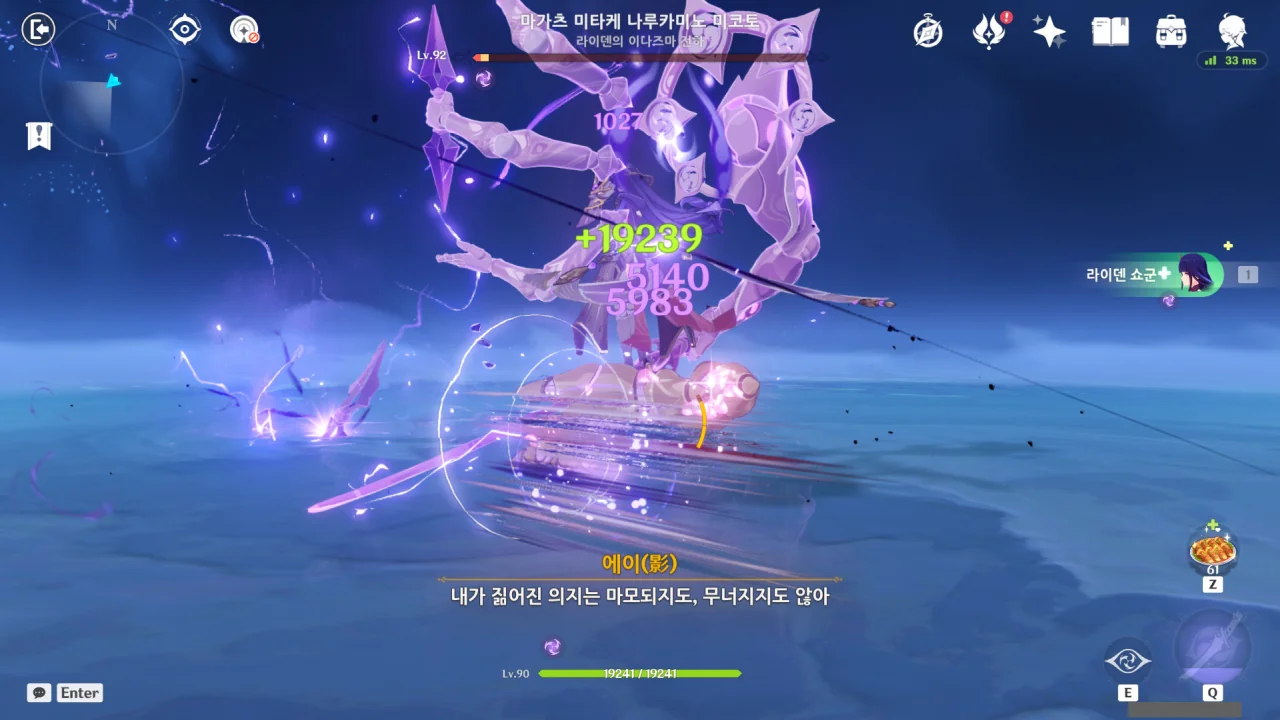 N
마가츠 미타케 나루카미노 미코토
라이덴의 이다즈마 전하
Lv.92
33 ms
1027
+19239
5140
5983
라이덴 쇼군
1
에이(影)
내가 짊어진 의지는 마모되지도, 무너지지도 않아
61
Z
Lv.90
19241 / 19241
E
Q
Enter